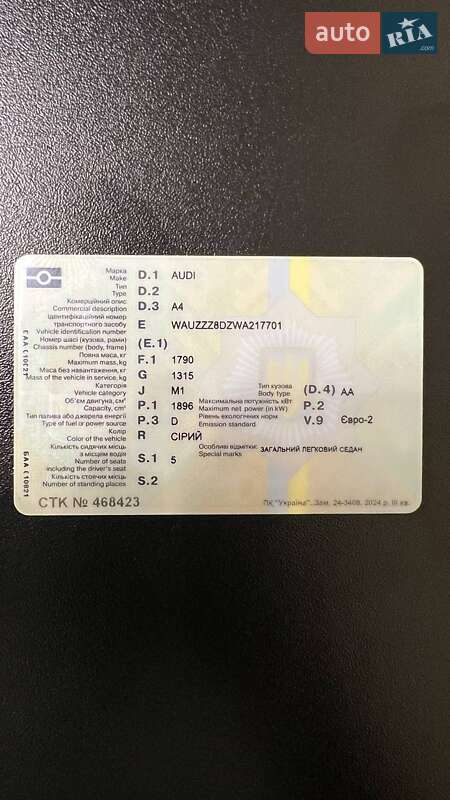 auto RIA.com
Марка
Make D.1 AUDI
Тип
Type D.2
Комерційний опис
Commercial description D.3 A4
Ідентифікаційний номер
транспортного засобу
Vehicle identification number E WAUZZZ8DZWA217701
Номер шасі (кузова, рами)
Chassis number (body, frame) (E.1)
Повна маса, кг
Maximum mass, kg F.1 1790
Маса без навантаження, кг
Mass of the vehicle in service, kg G 1315
Категорія
Vehicle category J M1
Тип кузова
Body type (D.4) AA
Об'єм двигуна, см³
Capacity, cm³ P.1 1896
Максимальна потужність кВт
Maximum net power (in kW) P.2
Тип палива або джерела енергії
Type of fuel or power source P.3 D
Рівень екологічних норм
Emission standard V.9 Євро-2
Колір
Color of the vehicle R СІРИЙ
Особливі відмітки:
Special marks ЗАГАЛЬНИЙ ЛЕГКОВИЙ СЕДАН
Кількість сидячих місць
з місцем водія
Number of seats
including the driver's seat S.1 5
Кількість стоячих місць
Number of standing places S.2
СТК № 468423
ПК "Україна". Зам. 24-3408. 2024 р. III кв.